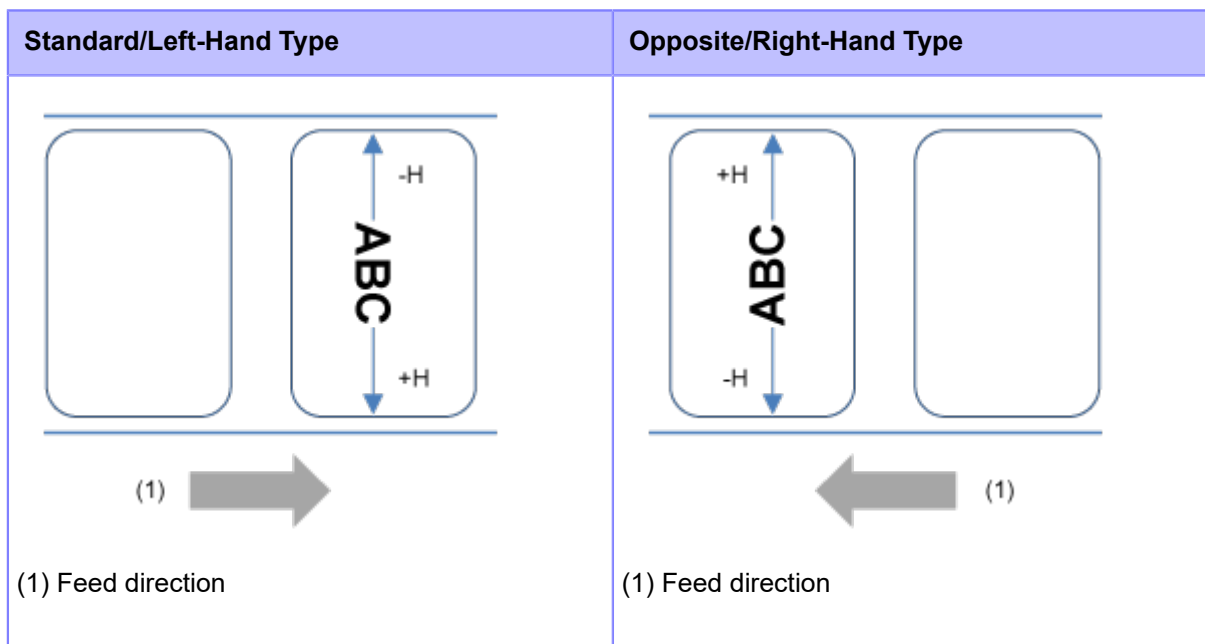 Standard/Left-Hand Type
Opposite/Right-Hand Type
-H
ABC
+H
(1)
(1) Feed direction
+H
ABC
-H
(1)
(1) Feed direction